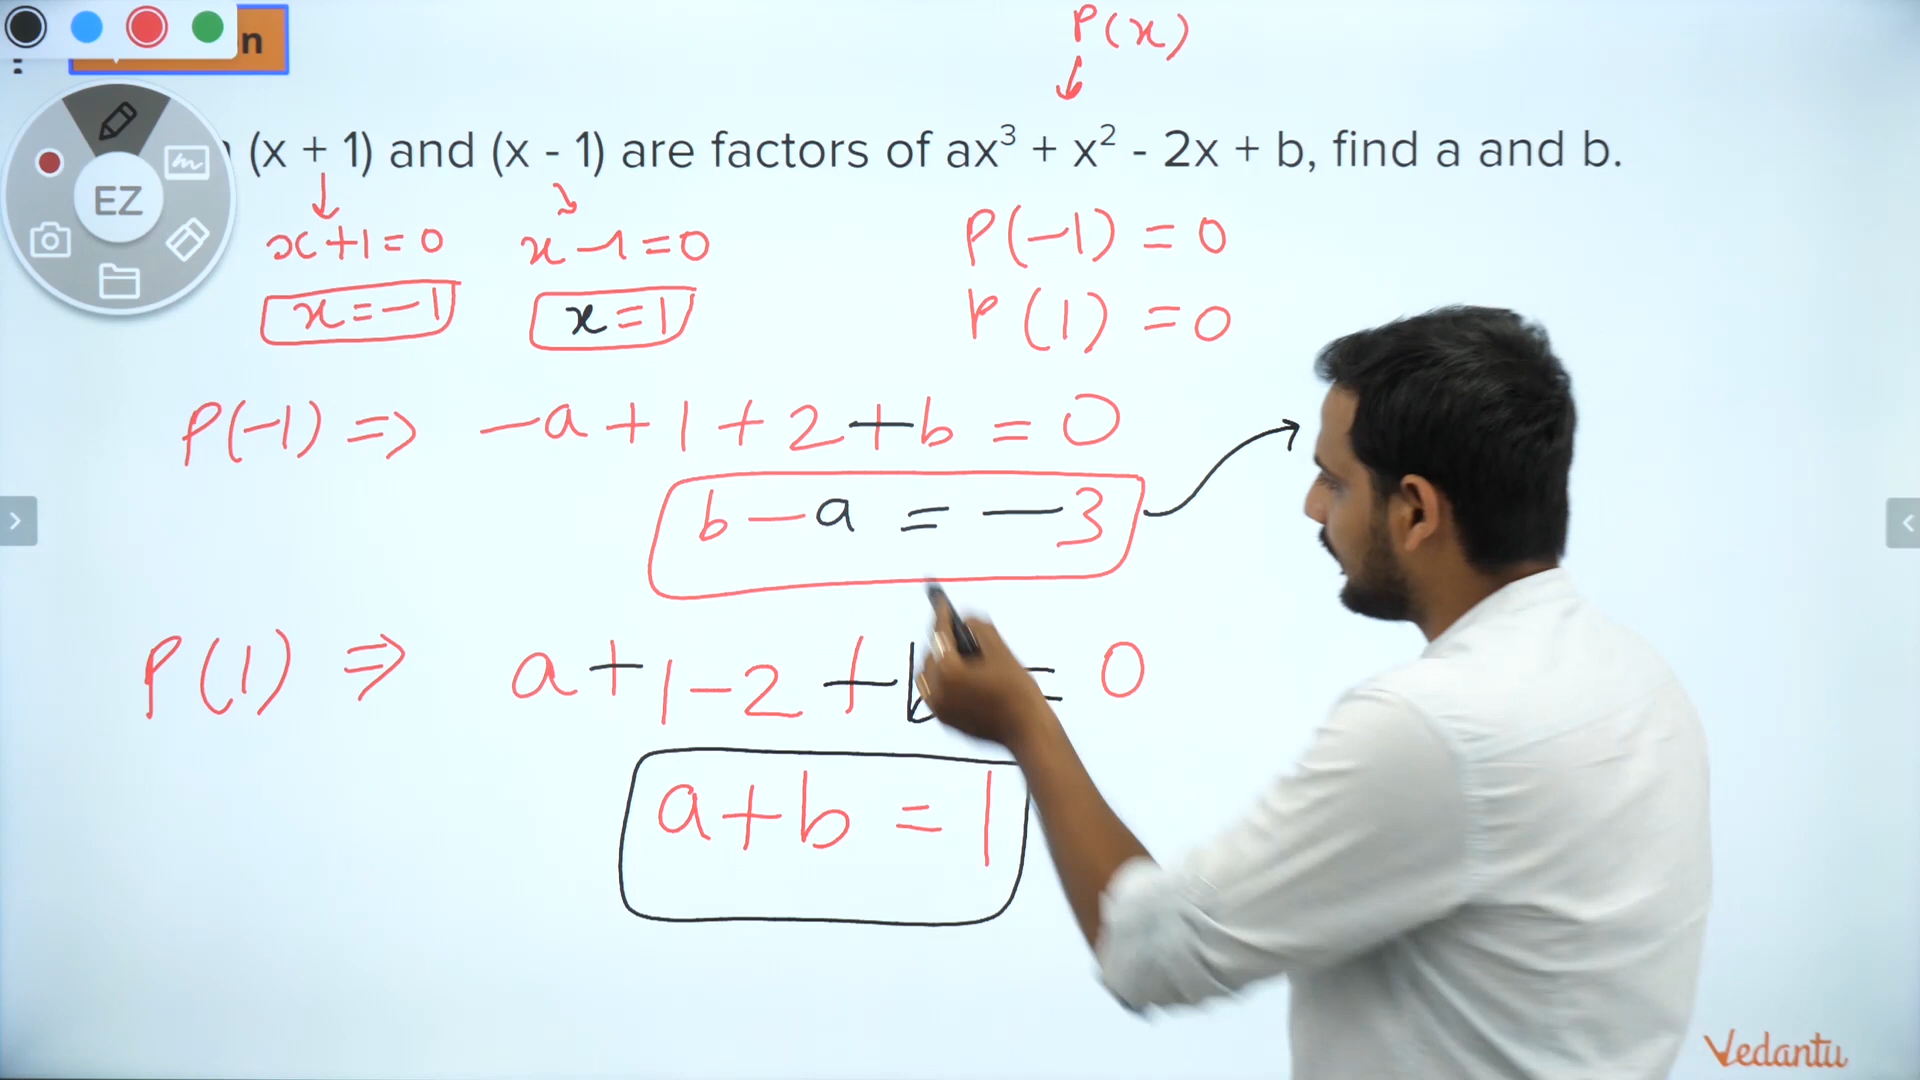 n
P(x)
(x + 1) and (x - 1) are factors of ax³ + x² - 2x + b, find a and b.
EZ
x+1=0 x-1=0 P(-1) = 0
x=-1 x=1 P(1) = 0
P(-1) => -a+1+2+b = 0
b-a = -3
P(1) => a+1-2+b = 0
a+b = 1
Vedantu